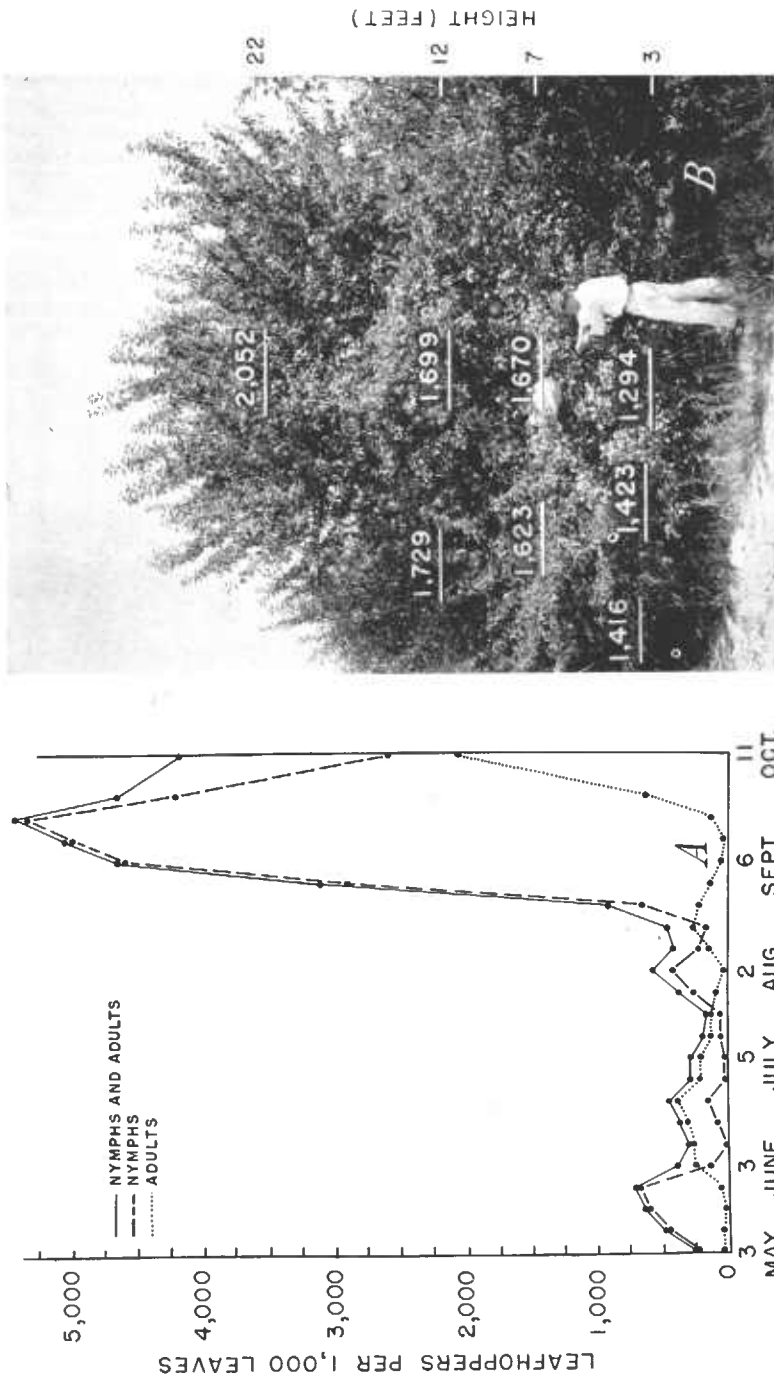 LEAFHOPPERS PER 1,000 LEAVES
5,000
4,000
3,000
2,000
1,000
0
NYMPHS AND ADULTS
NYMPHS
ADULTS
A
3 3 5 2 6 11
MAY JUNE JULY AUG SEPT OCT.
2,052
1.729 1,699
1,623 1,670
1,416 1,423 1,294
B
22
12
7
3
HEIGHT (FEET)